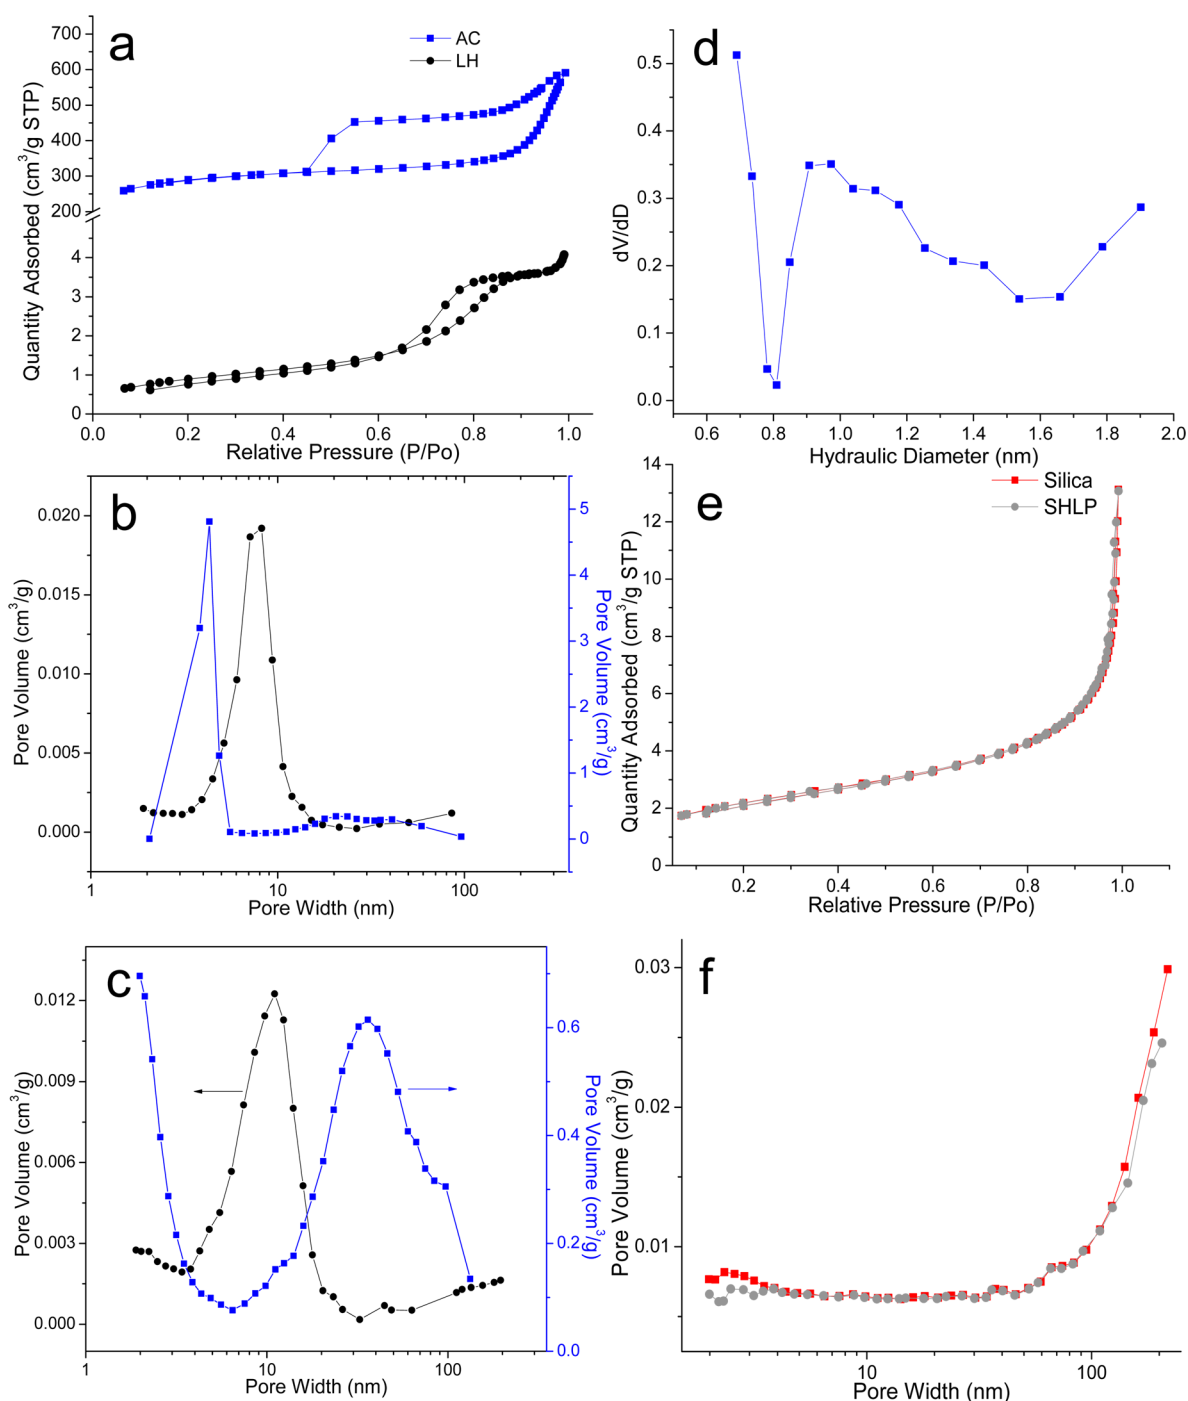 a
AC
LH
700
600
500
400
300
200
4
3
2
1
0
Quantity Adsorbed (cm³/g STP)
0.0 0.2 0.4 0.6 0.8 1.0
Relative Pressure (P/Po)
d
0.5
0.4
0.3
0.2
0.1
0.0
dV/dD
0.6 0.8 1.0 1.2 1.4 1.6 1.8 2.0
Hydraulic Diameter (nm)
b
0.020
0.015
0.010
0.005
0.000
Pore Volume (cm³/g)
5
4
3
2
1
0
Pore Volume (cm³/g)
1 10 100
Pore Width (nm)
e
Silica
SHLP
14
12
10
8
6
4
2
0
Quantity Adsorbed (cm³/g STP)
0.2 0.4 0.6 0.8 1.0
Relative Pressure (P/Po)
c
0.012
0.009
0.006
0.003
0.000
Pore Volume (cm³/g)
0.6
0.4
0.2
0.0
Pore Volume (cm³/g)
1 10 100
Pore Width (nm)
f
0.03
0.02
0.01
Pore Volume (cm³/g)
10 100
Pore Width (nm)